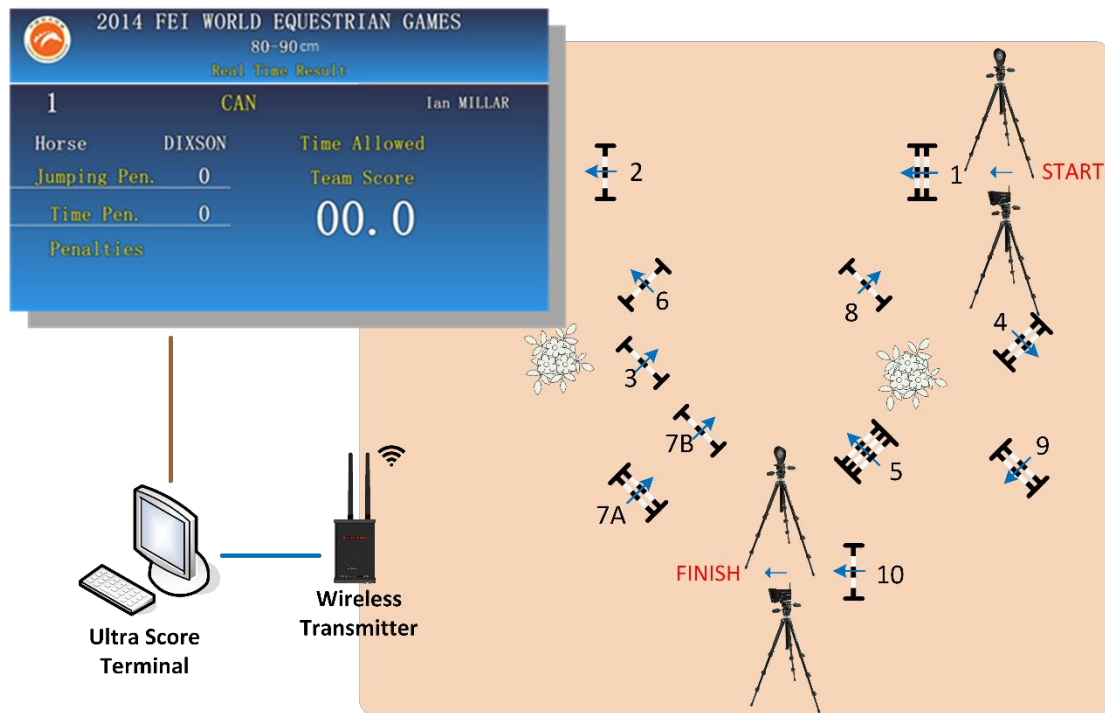 2014 FEI WORLD EQUESTRIAN GAMES
80-90cm
Real Time Result
1 CAN Ian MILLAR
Horse DIXSON Time Allowed
Jumping Pen. 0 Team Score
Time Pen. 0 00.0
Penalties
2
1
START
6
8
4
3
7B
5
9
7A
FINISH
10
Ultra Score
Terminal
Wireless
Transmitter